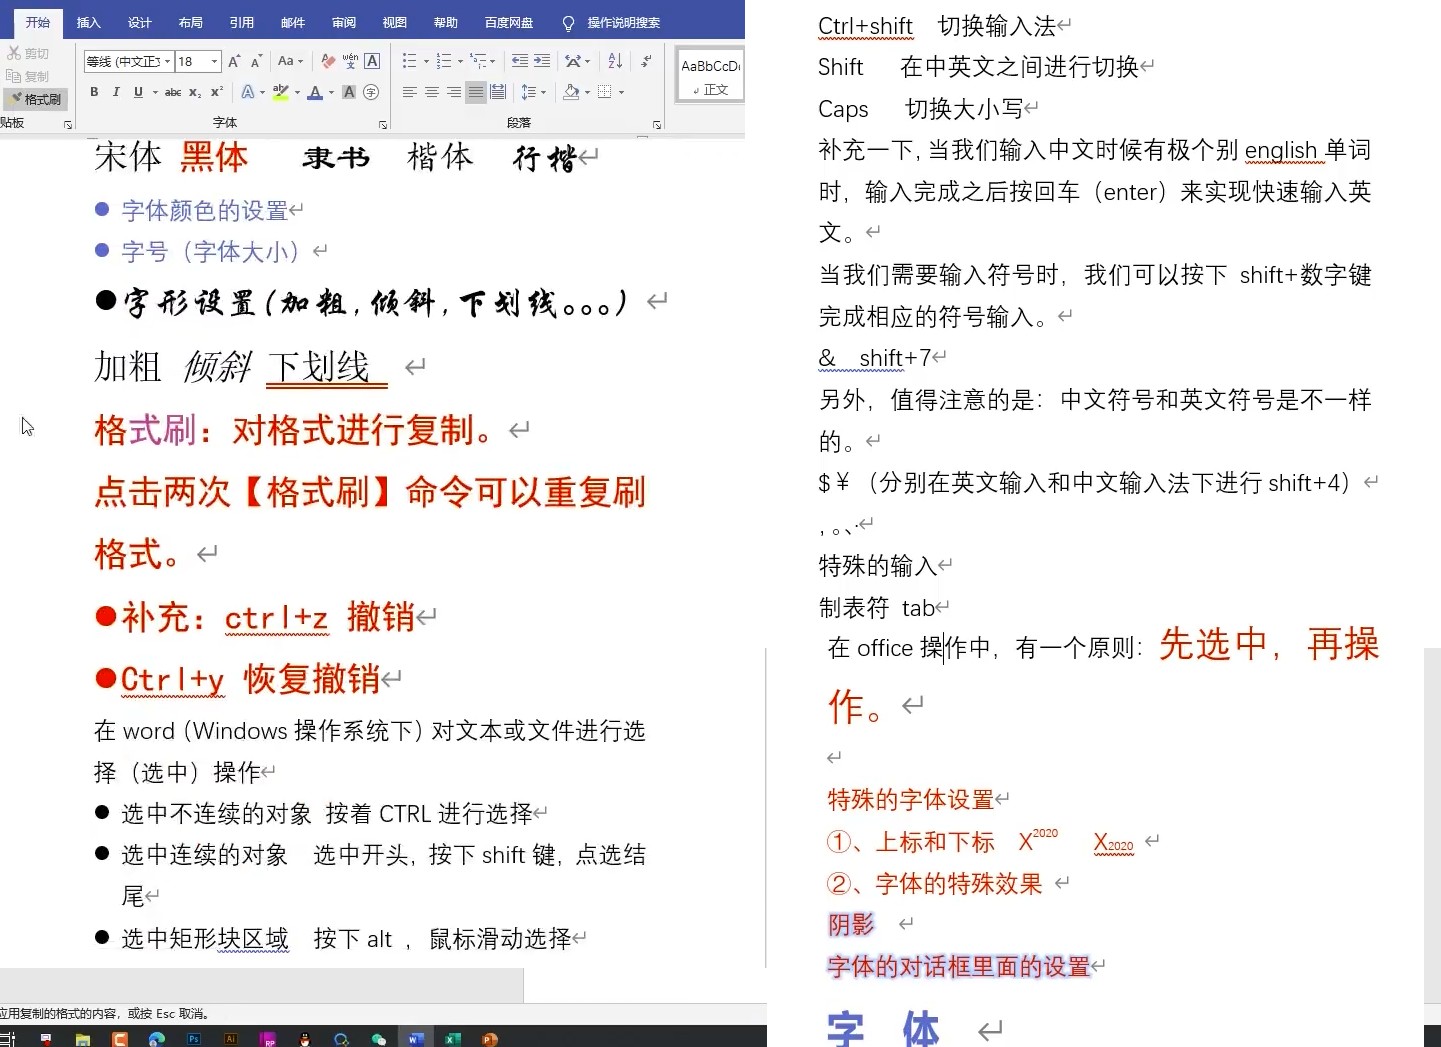 开始 插入 设计 布局 引用 邮件 审阅 视图 帮助 百度网盘 操作说明搜索
剪切
复制
格式刷
贴板
等线 (中文正 18
字体
段落
AaBbCcD
正文
宋体 黑体 隶书 楷体 行楷
字体颜色的设置
字号（字体大小）
字形设置(加粗,倾斜,下划线。。。)
加粗 倾斜 下划线
格式刷：对格式进行复制。
点击两次【格式刷】命令可以重复刷
格式。
补充：ctrl+z 撤销
Ctrl+y 恢复撤销
在 word (Windows 操作系统下) 对文本或文件进行选
择（选中）操作
选中不连续的对象 按着 CTRL 进行选择
选中连续的对象 选中开头, 按下 shift 键, 点选结
尾
选中矩形块区域 按下 alt ，鼠标滑动选择
应用复制的格式的内容，或按 Esc 取消。
Ctrl+shift 切换输入法
Shift 在中英文之间进行切换
Caps 切换大小写
补充一下, 当我们输入中文时候有极个别 english 单词
时，输入完成之后按回车（enter）来实现快速输入英
文。
当我们需要输入符号时，我们可以按下 shift+数字键
完成相应的符号输入。
& shift+7
另外，值得注意的是：中文符号和英文符号是不一样
的。
$￥（分别在英文输入和中文输入法下进行 shift+4）
, 。、·
特殊的输入
制表符 tab
在 office 操作中，有一个原则：先选中，再操
作。
特殊的字体设置
①、上标和下标 X2020 X2020
②、字体的特殊效果
阴影
字体的对话框里面的设置
字 体